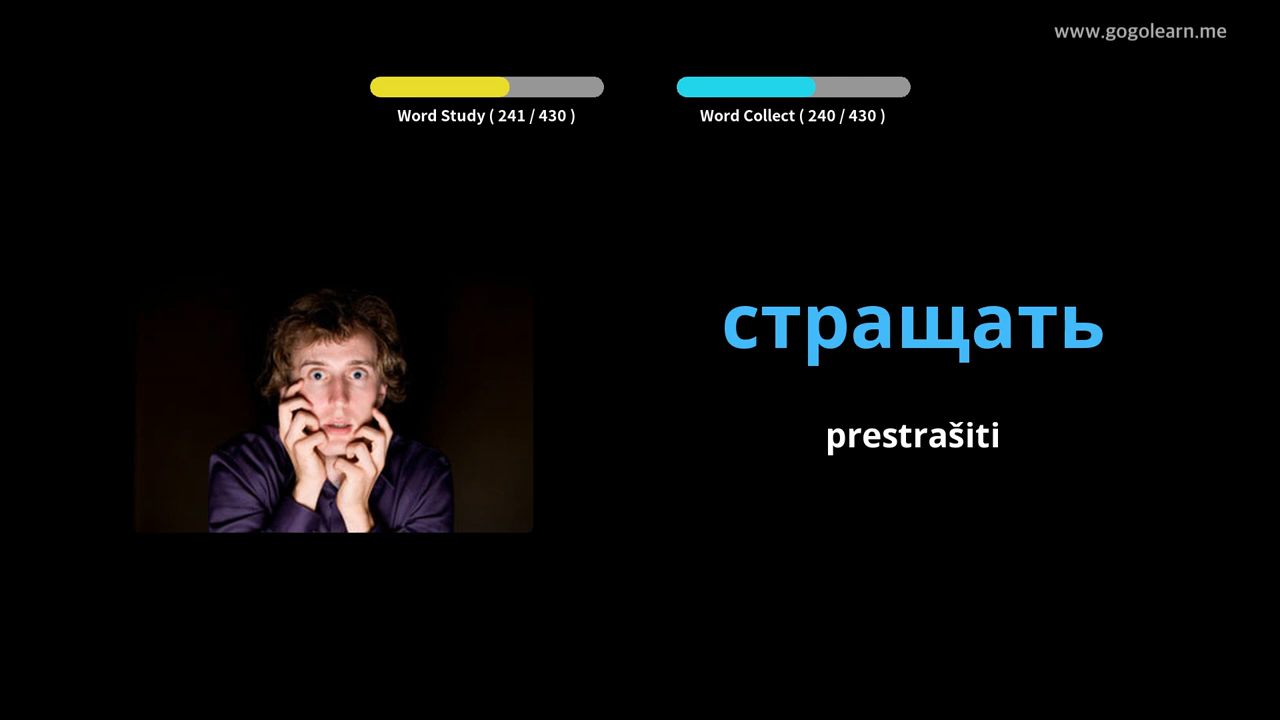 www.gogolearn.me
Word Study ( 241 / 430 )
Word Collect ( 240 / 430 )
стращать
prestrašiti